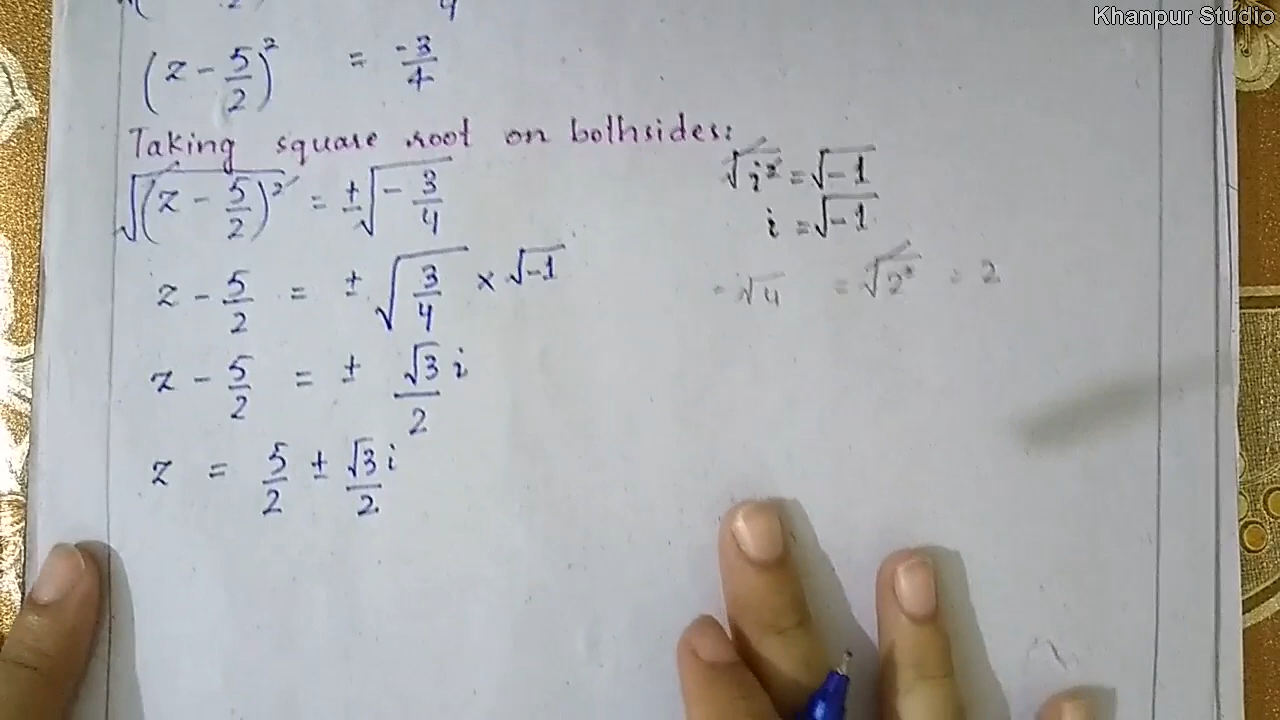 Khanpur Studio
(z - 5/2)² = -3/4
Taking square root on bothsides:
√(z - 5/2)² = ±√-3/4
√i² = √-1
i = √-1
z - 5/2 = ± √3/4 × √-1
= √4 = √2² = 2
z - 5/2 = ± √3/2 i
z = 5/2 ± √3/2 i